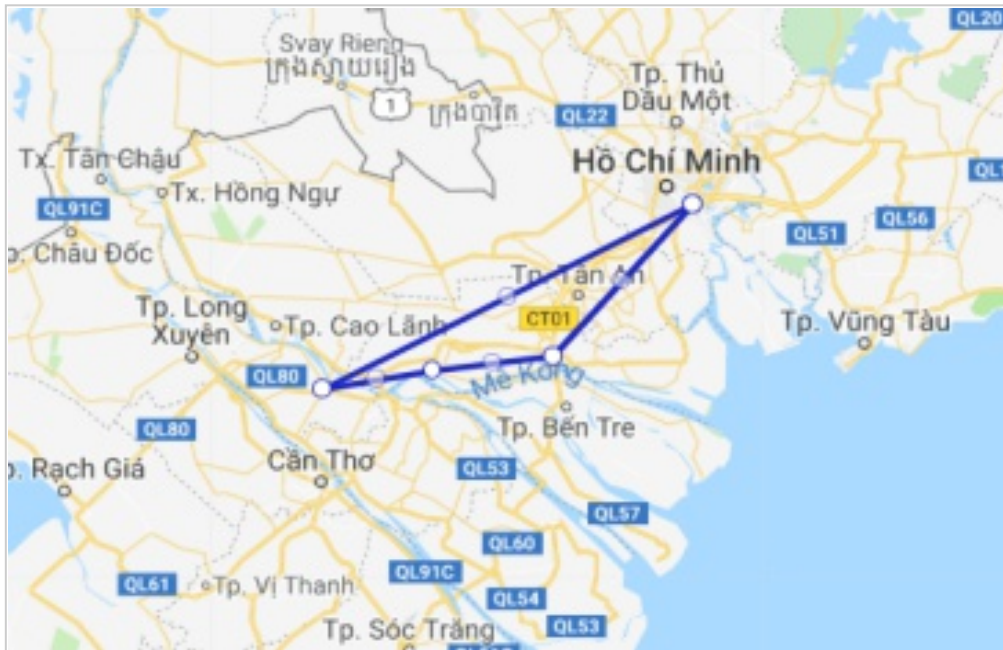 QL20
Svay Rieng
ក្រុងស្វាយរៀង
Tp. Thủ
Dầu Một
1
ក្រុងបាវិត
QL22
Hồ Chí Minh
Tx. Tân Châu
Tx. Hồng Ngự
QL1
QL91C
QL56
QL51
p. Châu Đốc
Tp. Tân An
Tp. Long
Xuyên
Tp. Cao Lãnh
CT01
Tp. Vũng Tàu
QL80
Mê Kông
QL80
Tp. Bến Tre
Cần Thơ
QL53
o. Rạch Giá
QL57
QL60
QL61
Tp. Vị Thanh
QL91C
QL54
QL53
Tp. Sóc Trăng